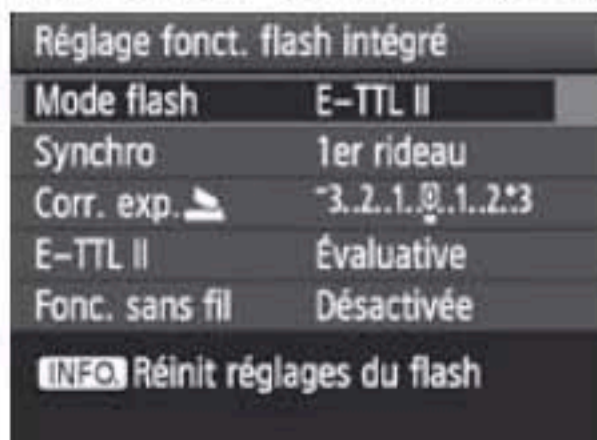 Réglage fonct. flash intégré
Mode flash E-TTL II
Synchro 1er rideau
Corr. exp. -3..2..1..0..1..2.+3
E-TTL II Évaluative
Fonc. sans fil Désactivée
INFO. Réinit réglages du flash